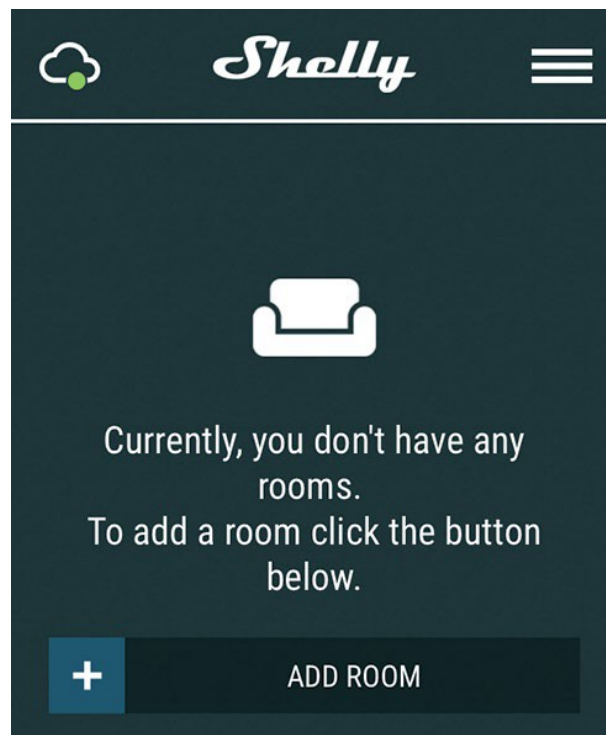 Shelly
Currently, you don't have any
rooms.
To add a room click the button
below.
+ ADD ROOM